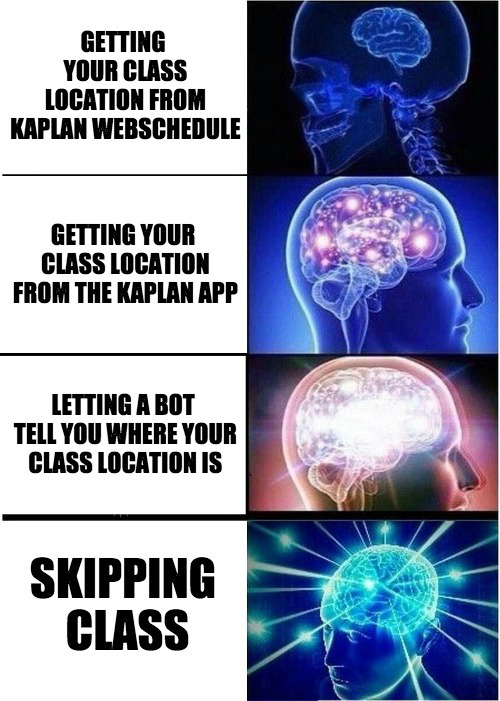 GETTING
YOUR CLASS
LOCATION FROM
KAPLAN WEBSCHEDULE
GETTING YOUR
CLASS LOCATION
FROM THE KAPLAN APP
LETTING A BOT
TELL YOU WHERE YOUR
CLASS LOCATION IS
SKIPPING
CLASS